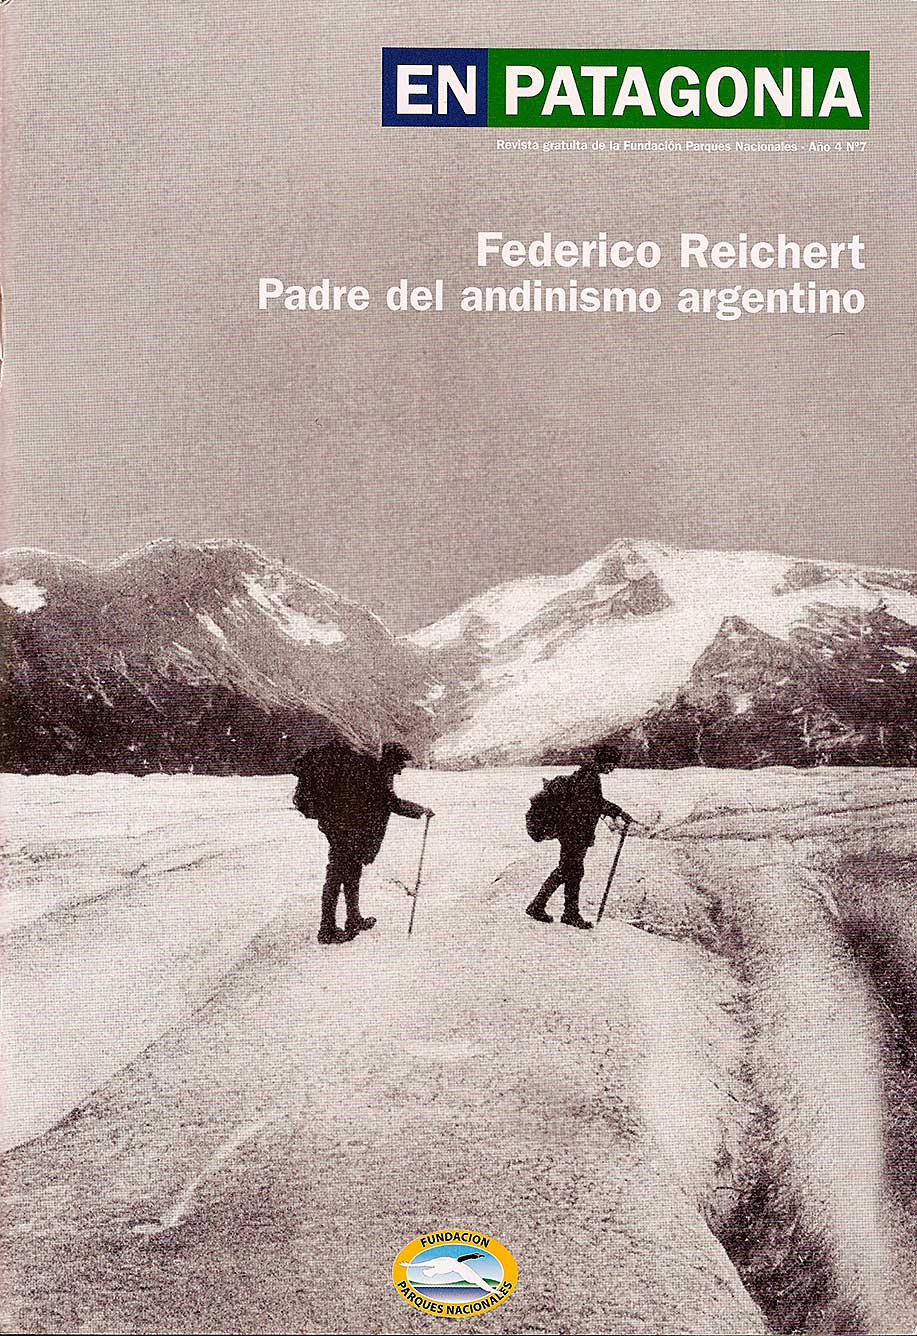 EN PATAGONIA
Revista gratuita de la Fundación Parques Nacionales - Año 4 Nº7
Federico Reichert
Padre del andinismo argentino
FUNDACION
PARQUES NACIONALES